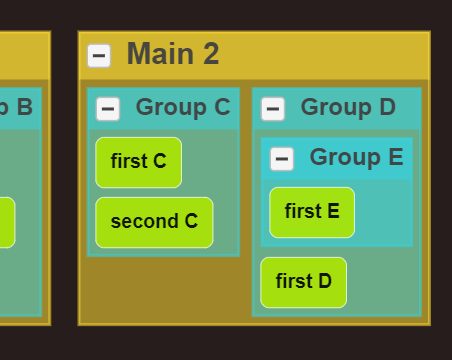 Main 2
B
Group C
first C
second C
Group D
Group E
first E
first D